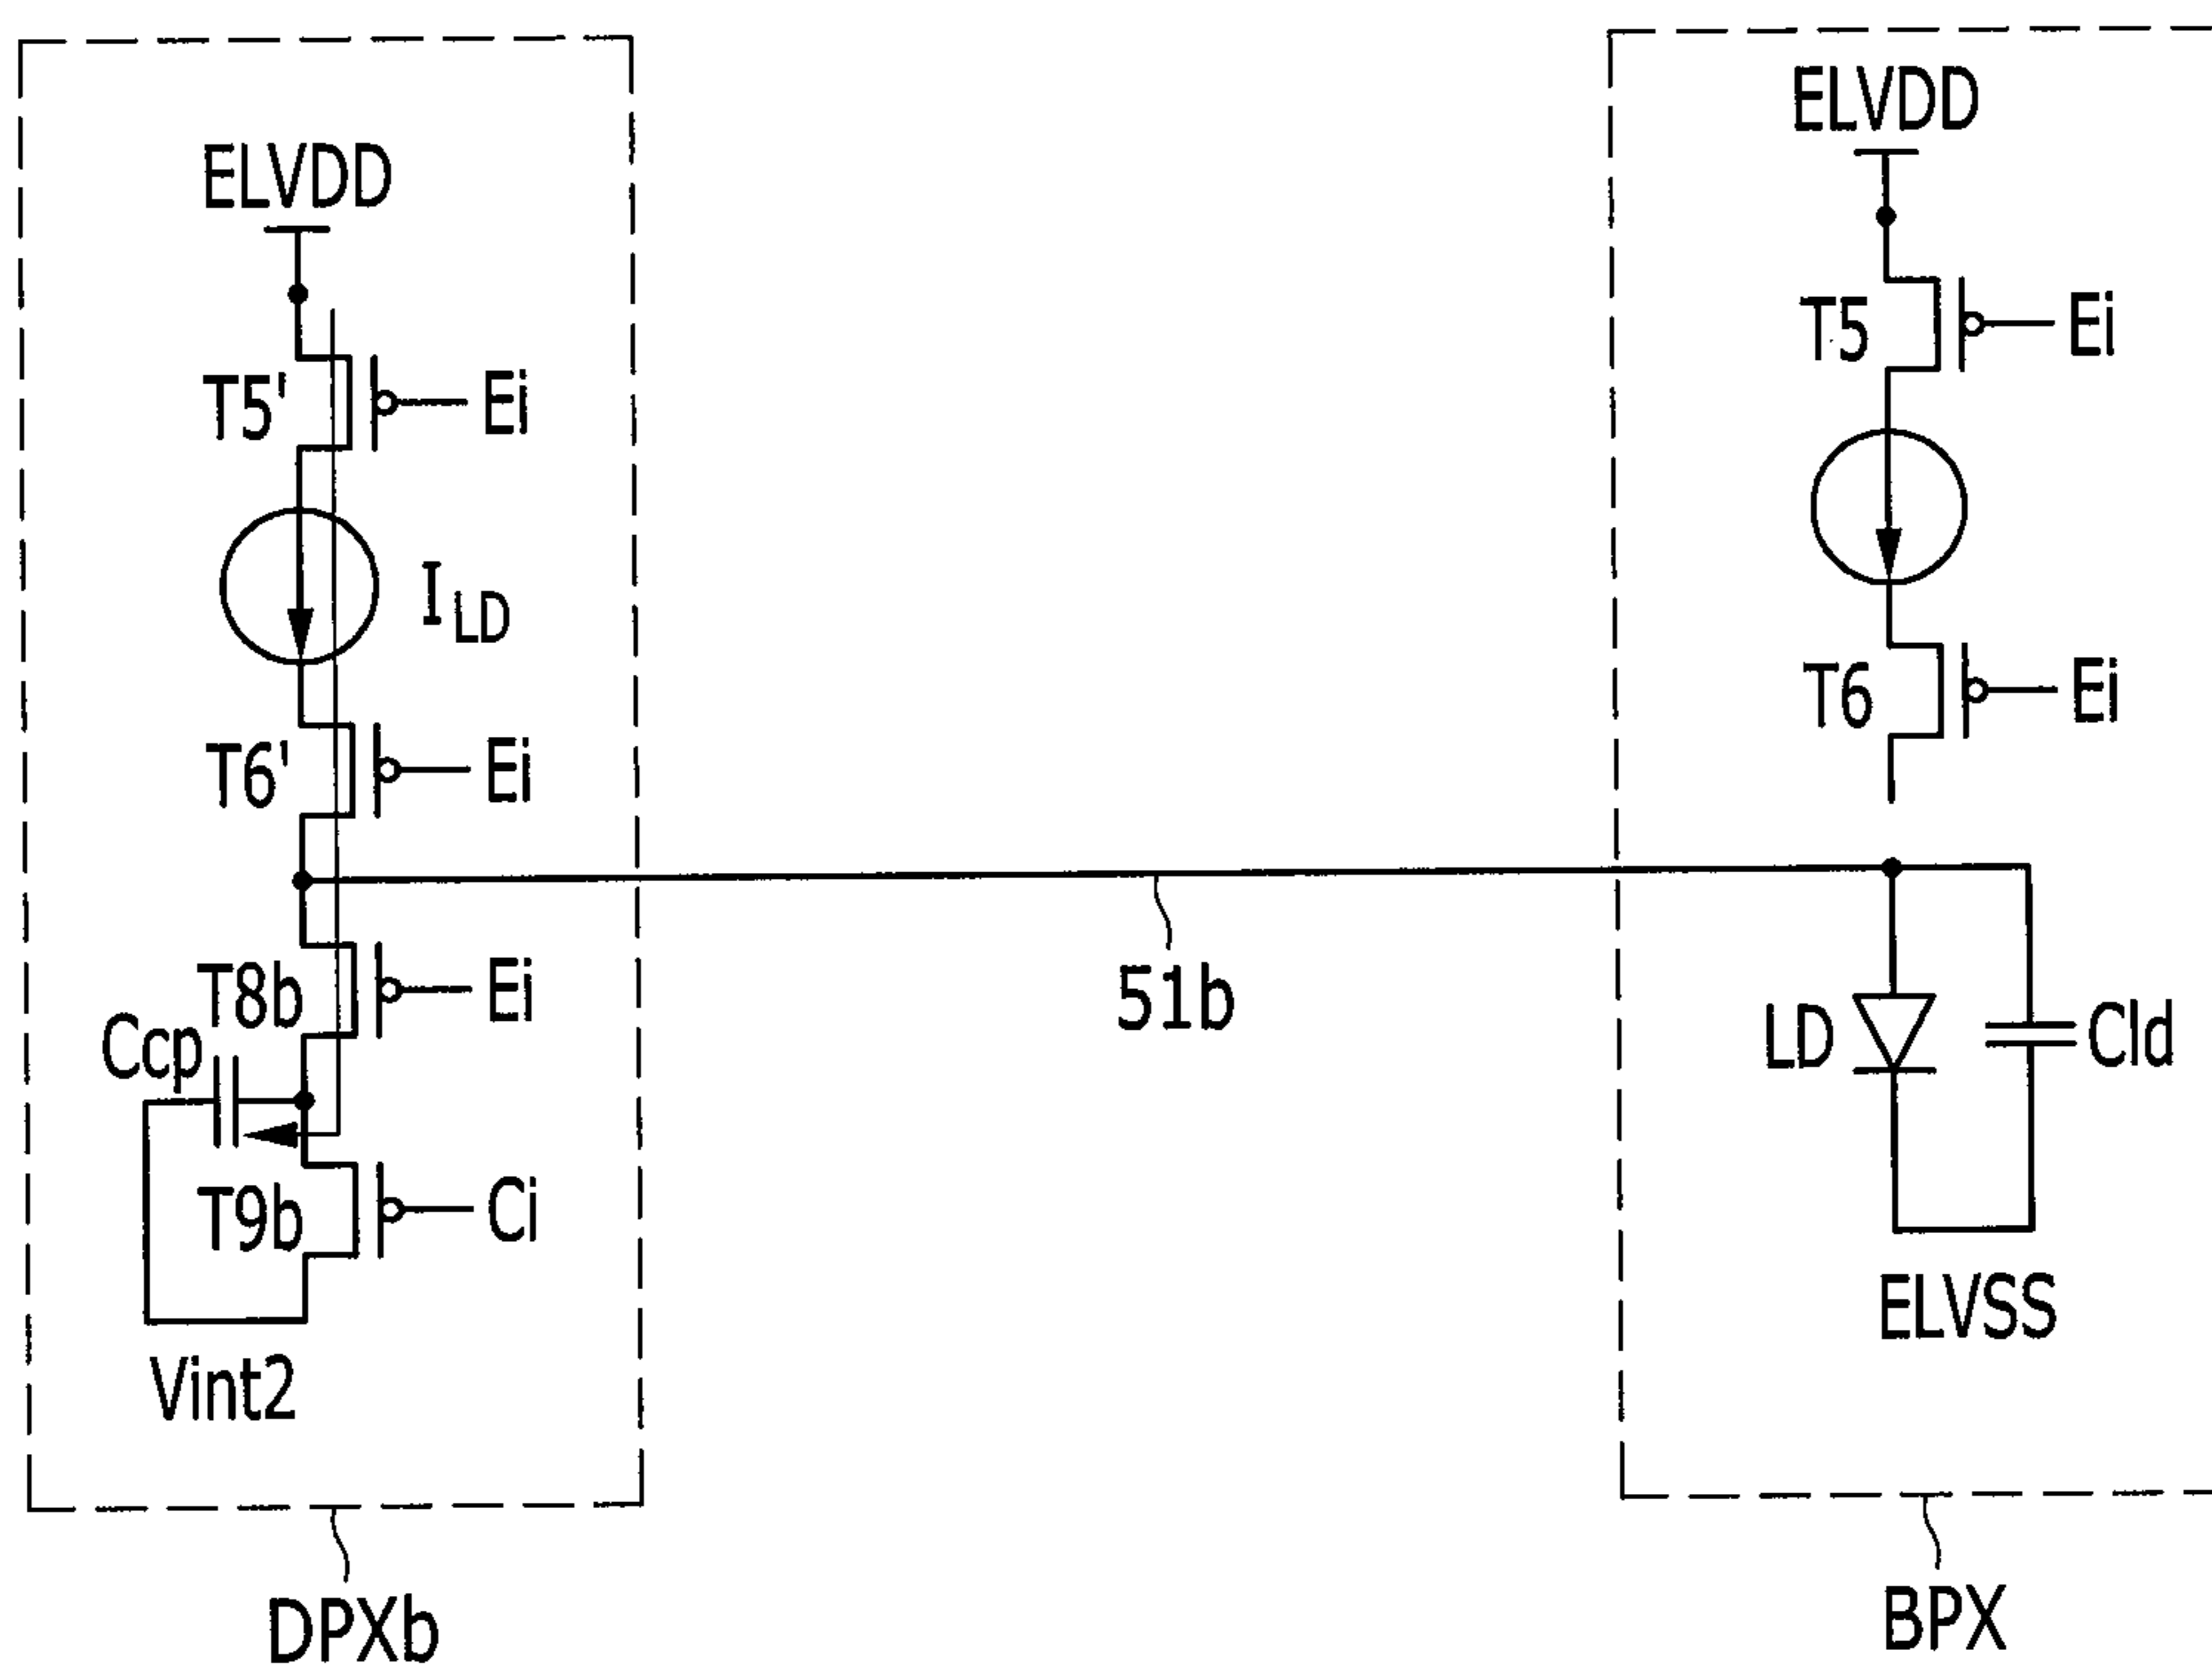 ELVDD
T5'
Ei
I LD
T6'
Ei
T8b
Ei
Ccp
T9b
Ci
Vint2
DPXb
51b
ELVDD
T5
Ei
T6
Ei
LD
Cld
ELVSS
BPX